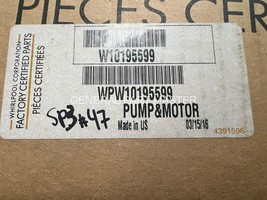 PIÈCES CERTIFIÉES
WHIRLPOOL CORPORATION
FACTORY CERTIFIED PARTS
PIÈCES CERTIFIÉES
W10195599
WPW10195599
PUMP&MOTOR
Made in US
03/15/16
4391596
SP3#47